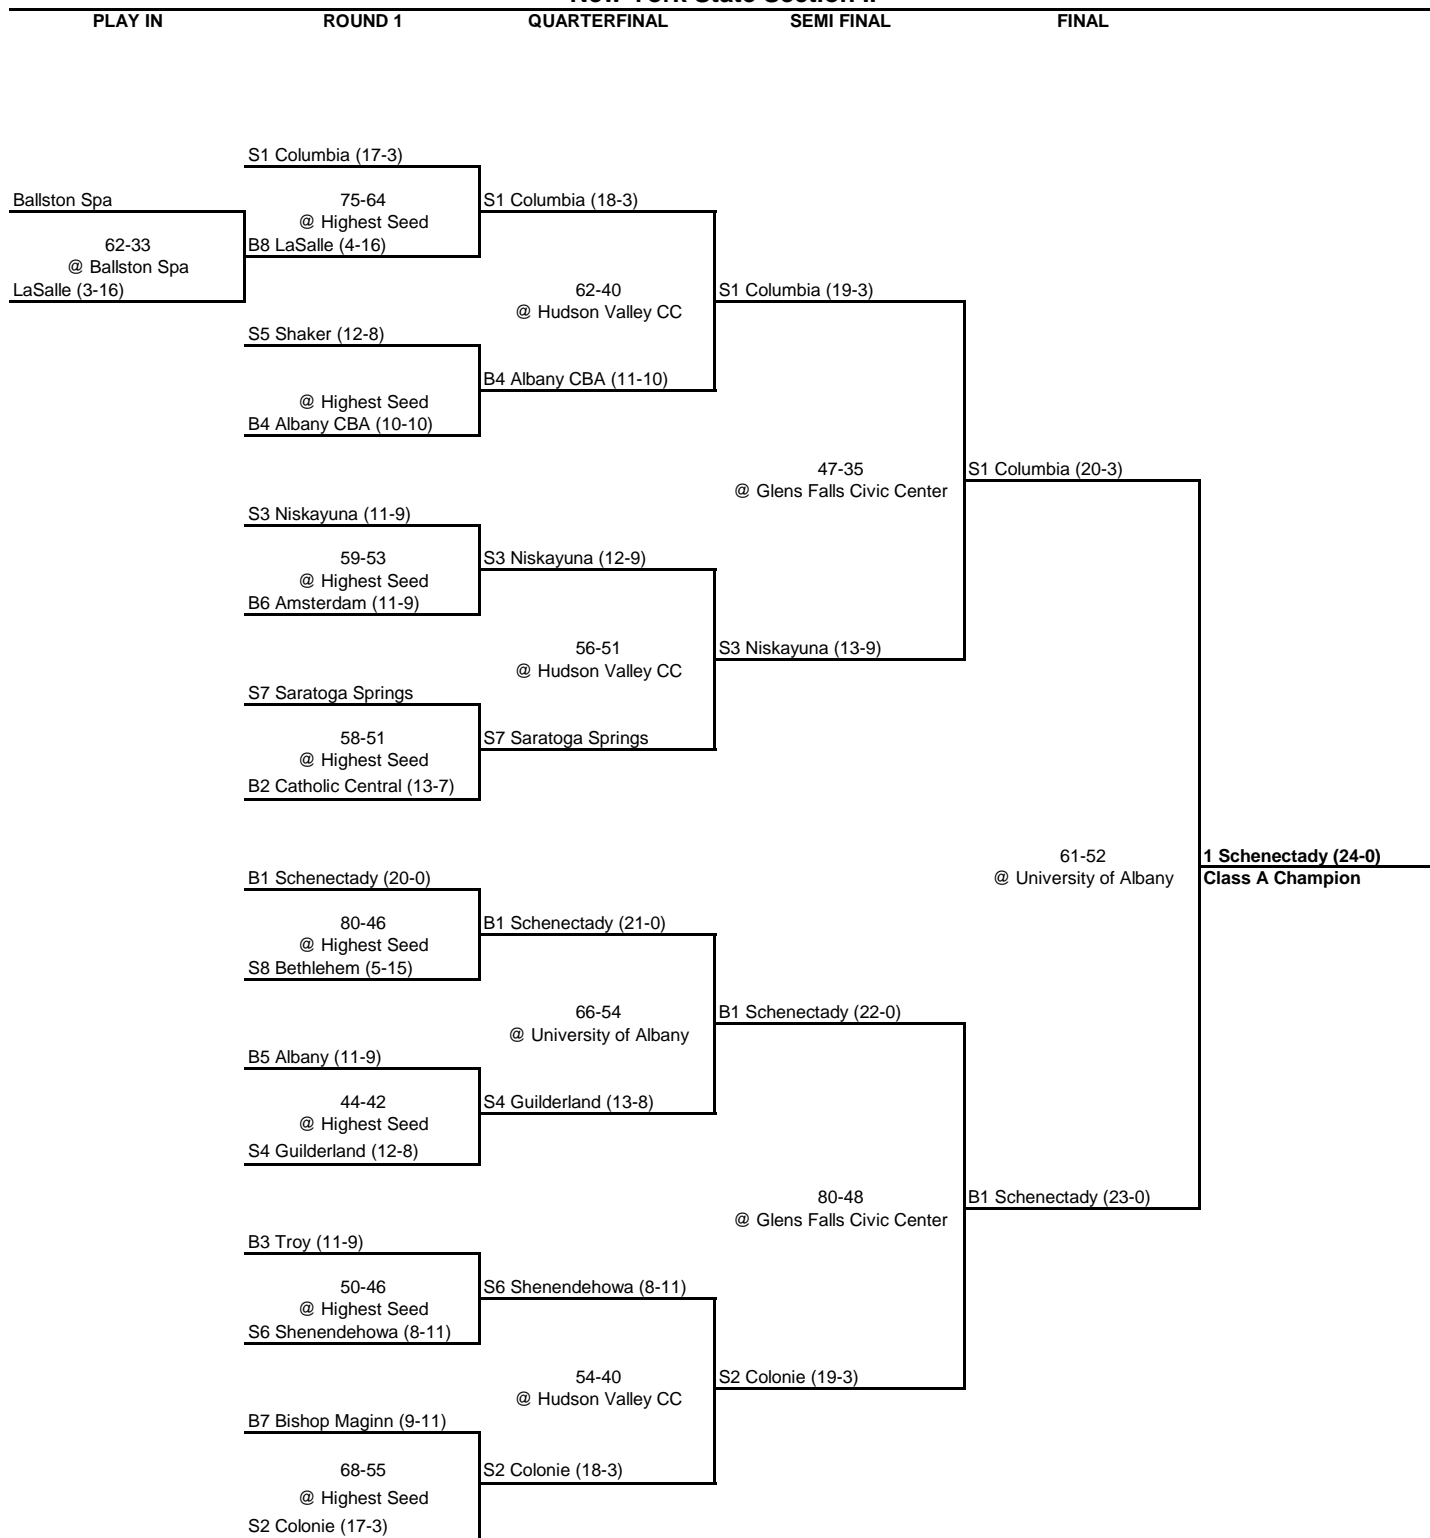 PLAY IN ROUND 1 QUARTERFINAL SEMI FINAL FINAL
S1 Columbia (17-3)
Ballston Spa
75-64
@ Highest Seed
S1 Columbia (18-3)
62-33
@ Ballston Spa
B8 LaSalle (4-16)
LaSalle (3-16)
62-40
@ Hudson Valley CC
S1 Columbia (19-3)
S5 Shaker (12-8)
@ Highest Seed
B4 Albany CBA (11-10)
B4 Albany CBA (10-10)
47-35
@ Glens Falls Civic Center
S1 Columbia (20-3)
S3 Niskayuna (11-9)
59-53
@ Highest Seed
S3 Niskayuna (12-9)
B6 Amsterdam (11-9)
56-51
@ Hudson Valley CC
S3 Niskayuna (13-9)
S7 Saratoga Springs
58-51
@ Highest Seed
S7 Saratoga Springs
B2 Catholic Central (13-7)
61-52
@ University of Albany
1 Schenectady (24-0)
Class A Champion
B1 Schenectady (20-0)
80-46
@ Highest Seed
B1 Schenectady (21-0)
S8 Bethlehem (5-15)
66-54
@ University of Albany
B1 Schenectady (22-0)
B5 Albany (11-9)
44-42
@ Highest Seed
S4 Guilderland (13-8)
S4 Guilderland (12-8)
80-48
@ Glens Falls Civic Center
B1 Schenectady (23-0)
B3 Troy (11-9)
50-46
@ Highest Seed
S6 Shenendehowa (8-11)
S6 Shenendehowa (8-11)
54-40
@ Hudson Valley CC
S2 Colonie (19-3)
B7 Bishop Maginn (9-11)
68-55
@ Highest Seed
S2 Colonie (18-3)
S2 Colonie (17-3)